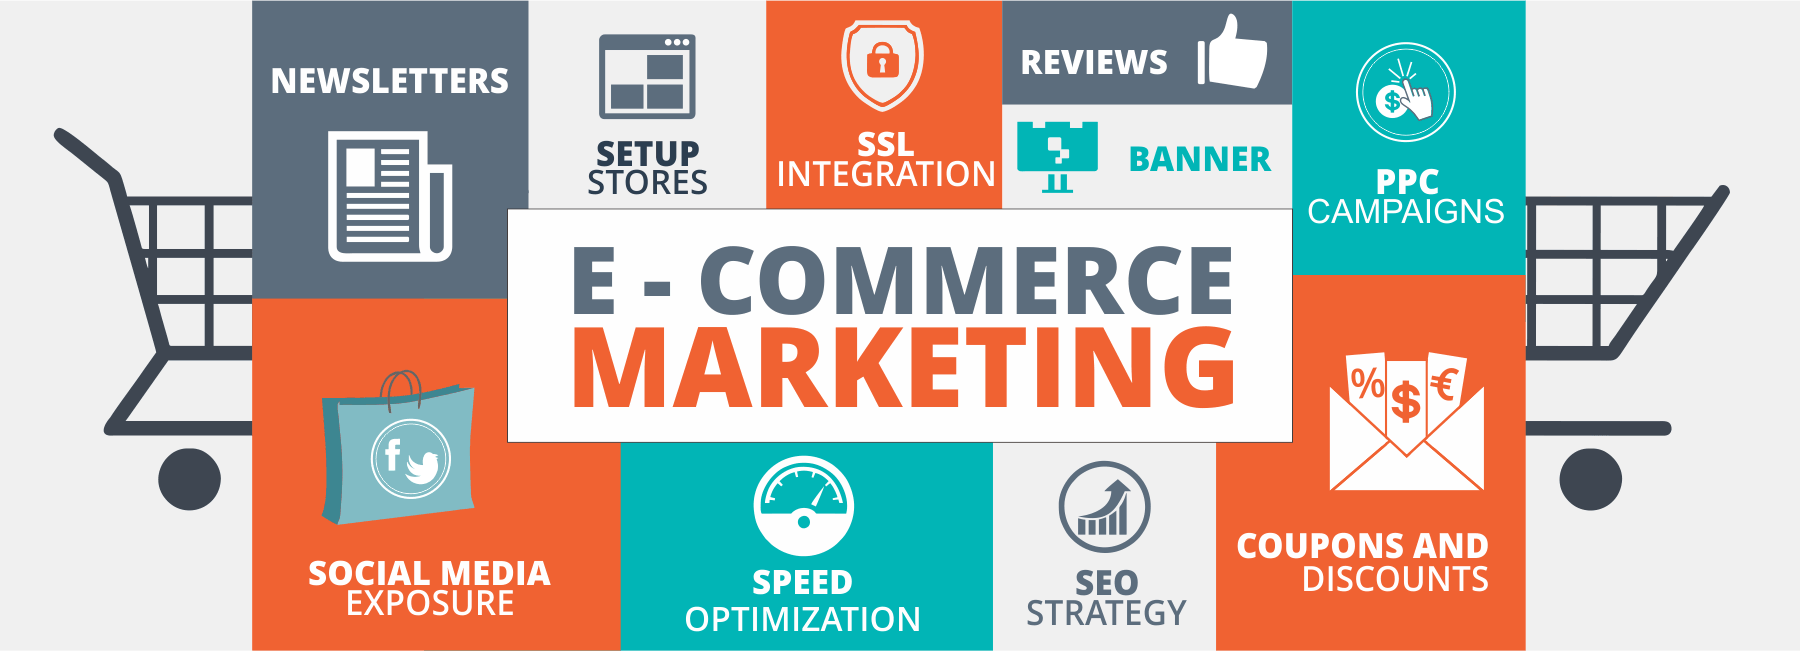 NEWSLETTERS
SETUP
STORES
SSL
INTEGRATION
REVIEWS
BANNER
$
PPC
CAMPAIGNS
E - COMMERCE
MARKETING
f
SOCIAL MEDIA
EXPOSURE
SPEED
OPTIMIZATION
SEO
STRATEGY
% $ €
COUPONS AND
DISCOUNTS